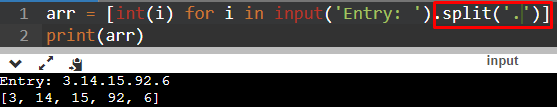 1 arr = [int(i) for i in input('Entry: ').split('.')]
2 print(arr)
input
Entry: 3.14.15.92.6
[3, 14, 15, 92, 6]